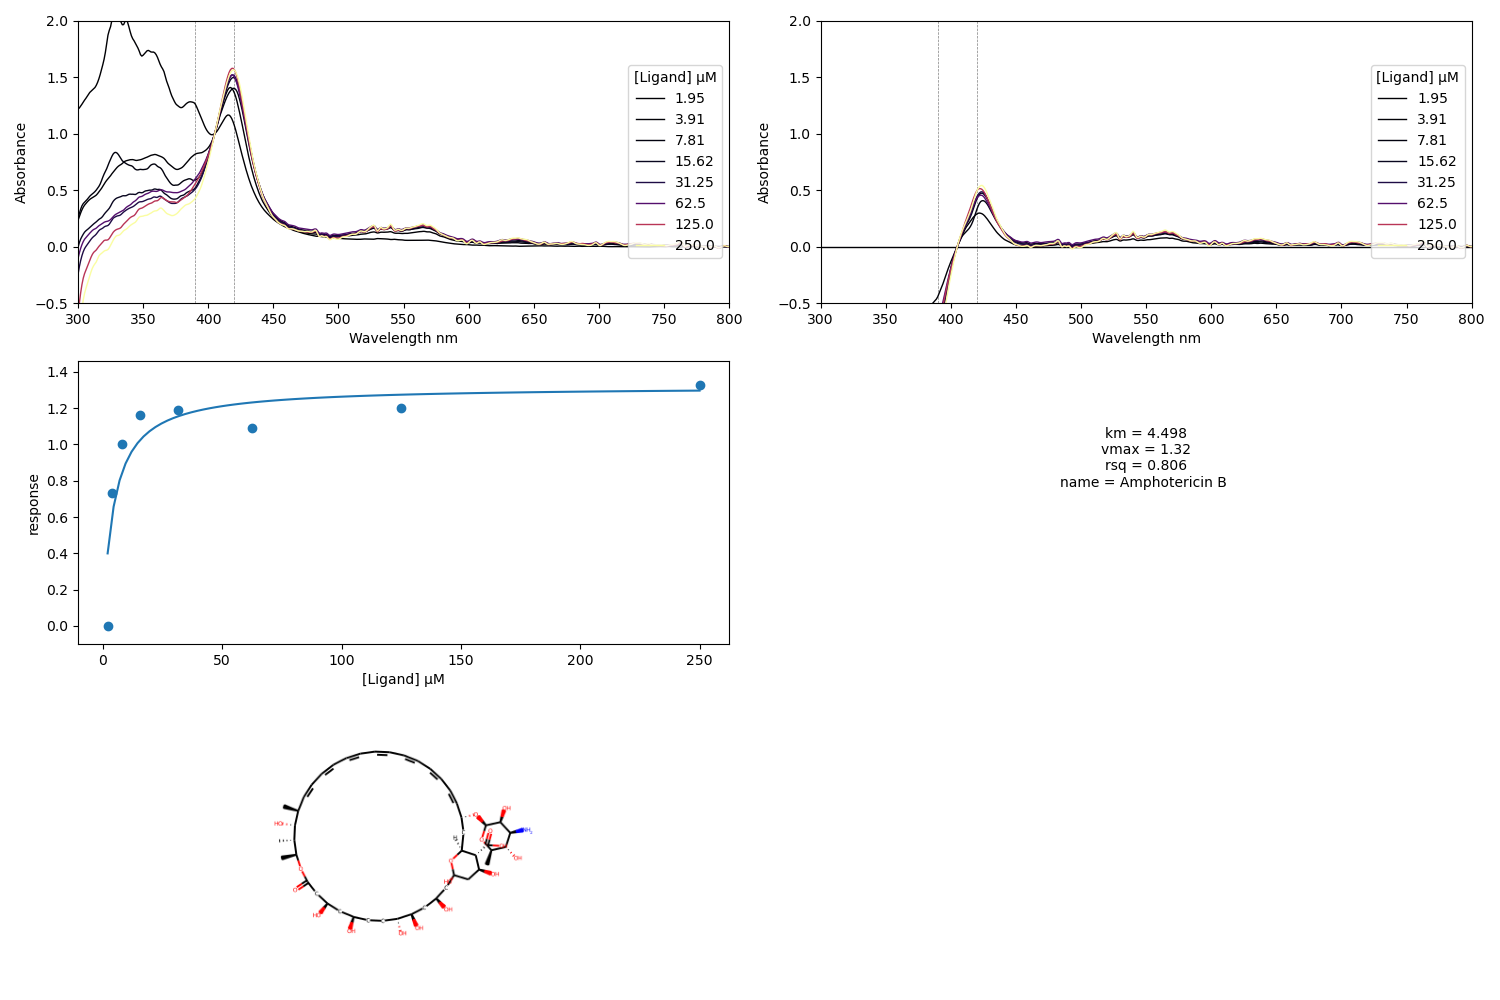 2.0
1.5
1.0
0.5
0.0
−0.5
Absorbance
300 350 400 450 500 550 600 650 700 750 800
Wavelength nm
[Ligand] µM
1.95
3.91
7.81
15.62
31.25
62.5
125.0
250.0
2.0
1.5
1.0
0.5
0.0
−0.5
Absorbance
300 350 400 450 500 550 600 650 700 750 800
Wavelength nm
[Ligand] µM
1.95
3.91
7.81
15.62
31.25
62.5
125.0
250.0
1.4
1.2
1.0
0.8
0.6
0.4
0.2
0.0
response
0 50 100 150 200 250
[Ligand] µM
km = 4.498
vmax = 1.32
rsq = 0.806
name = Amphotericin B